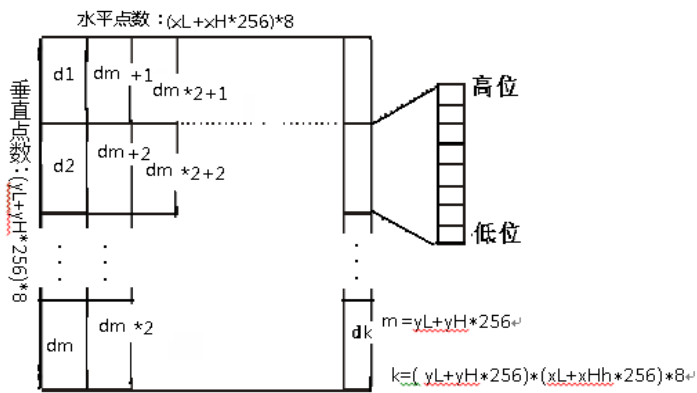 水平点数：(xL+xH*256)*8
垂直点数：(yL+yH*256)*8
d1 dm +1 dm *2+1
d2 dm +2 dm *2+2
高位
低位
dm dm *2 dk
m =yL+yH*256
k=( yL+yH*256)*(xL+xHh*256)*8